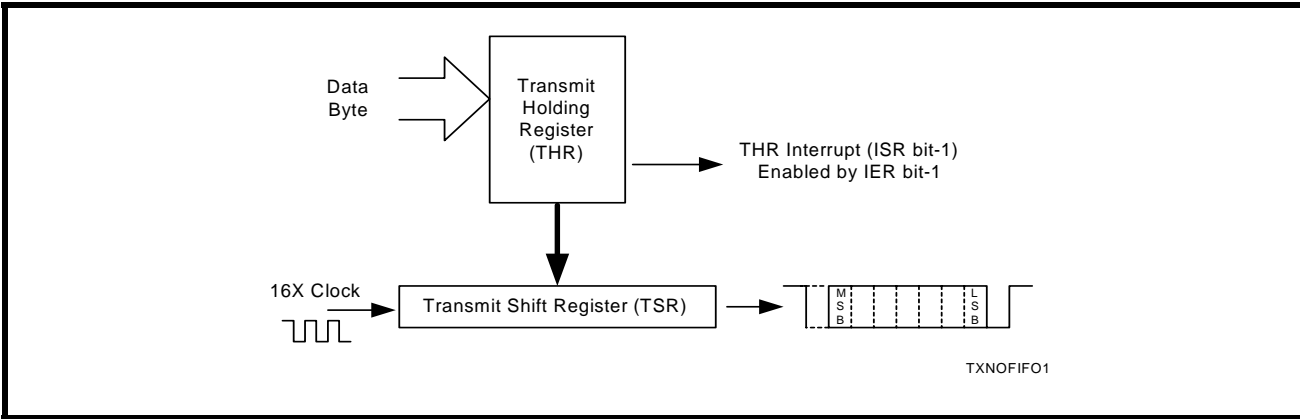 Data
Byte
Transmit
Holding
Register
(THR)
THR Interrupt (ISR bit-1)
Enabled by IER bit-1
16X Clock
Transmit Shift Register (TSR)
M
S
B
L
S
B
TXNOFIFO1